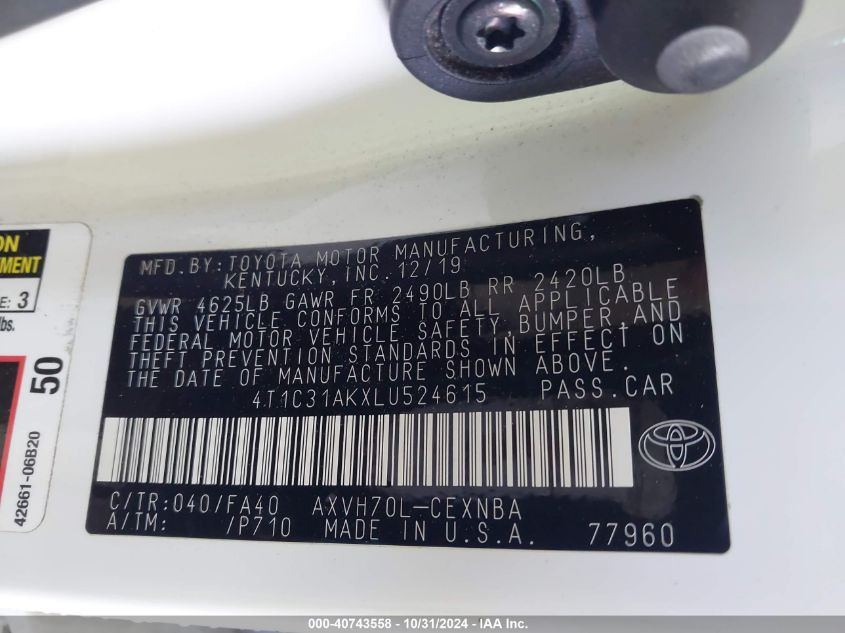 ON
TMENT
E: 3
lbs.
50
42661-06B20
MFD. BY: TOYOTA MOTOR MANUFACTURING,
KENTUCKY, INC. 12/19
GVWR 4625LB GAWR FR 2490LB RR 2420LB
THIS VEHICLE CONFORMS TO ALL APPLICABLE
FEDERAL MOTOR VEHICLE SAFETY, BUMPER, AND
THEFT PREVENTION STANDARDS IN EFFECT ON
THE DATE OF MANUFACTURE SHOWN ABOVE.
4T1C31AKXLU524615 PASS. CAR
C/TR: 040/FA40 AXVH70L-CEXNBA
A/TM: /P710 MADE IN U.S.A. 77960
000-40743558 - 10/31/2024 - IAA Inc.